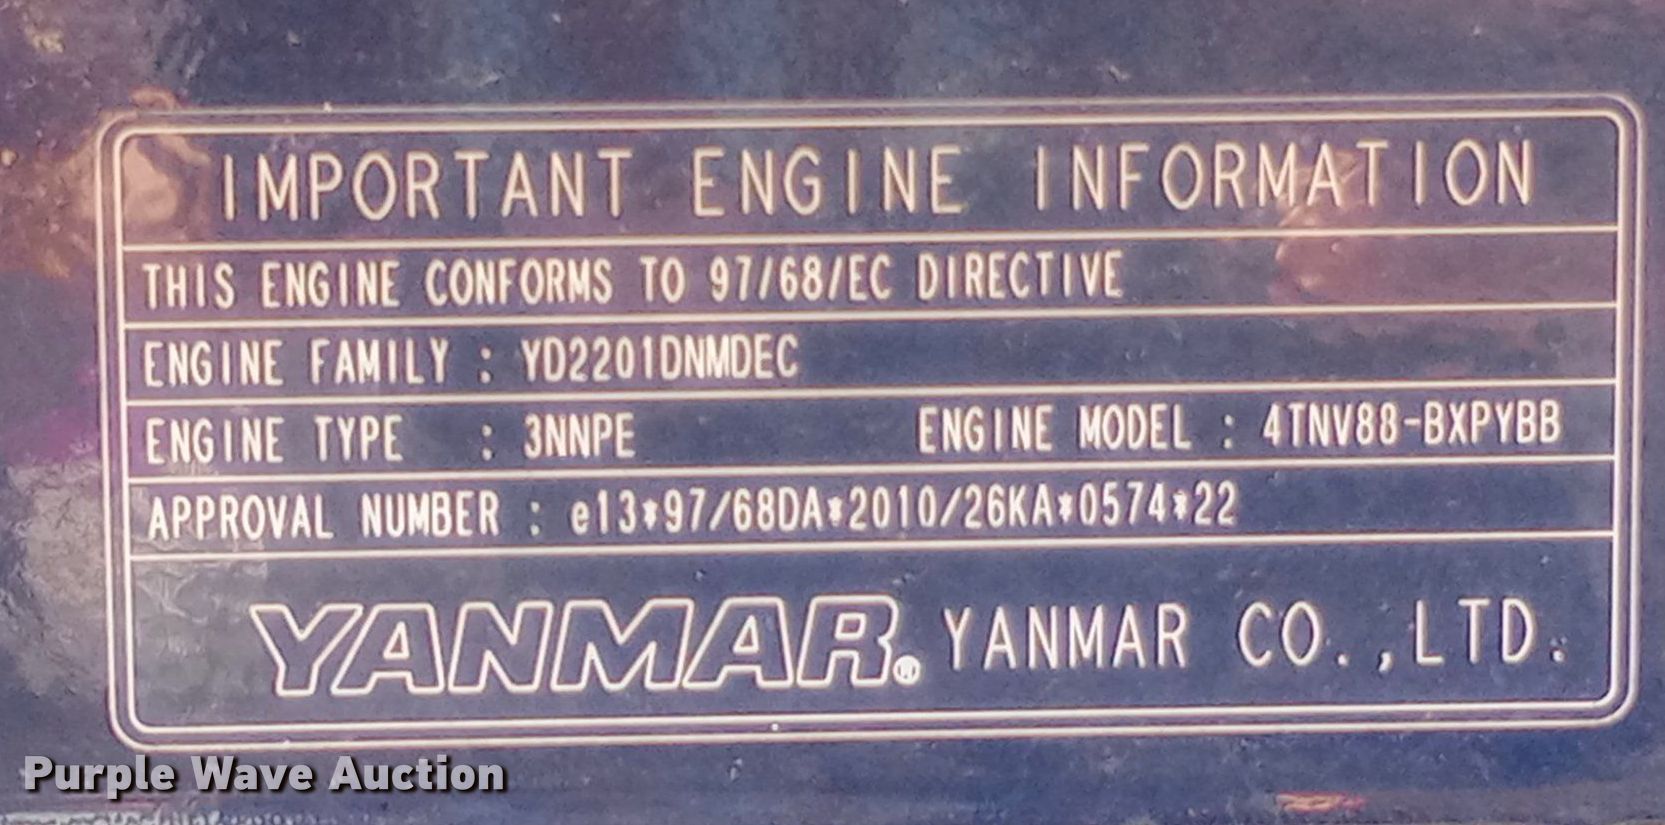 IMPORTANT ENGINE INFORMATION
THIS ENGINE CONFORMS TO 97/68/EC DIRECTIVE
ENGINE FAMILY : YD2201DNMDEC
ENGINE TYPE : 3NNPE ENGINE MODEL : 4TNV88-BXPYBB
APPROVAL NUMBER : e13*97/68DA*2010/26KA*0574*22
YANMAR® YANMAR CO.,LTD.
Purple Wave Auction